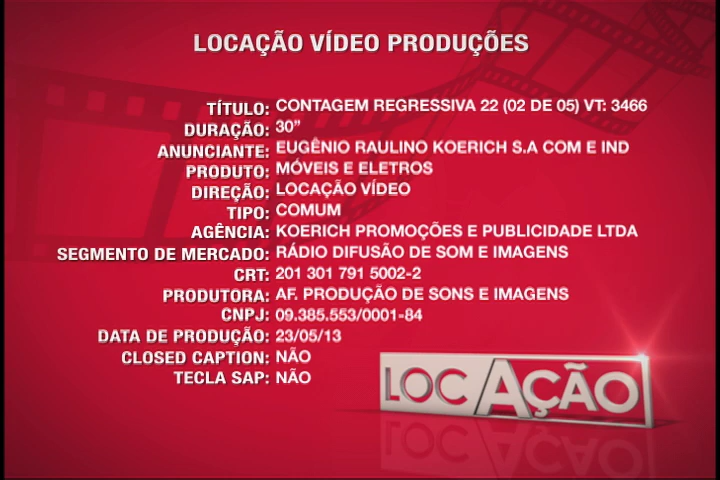 LOCAÇÃO VÍDEO PRODUÇÕES
TÍTULO: CONTAGEM REGRESSIVA 22 (02 DE 05) VT: 3466
DURAÇÃO: 30”
ANUNCIANTE: EUGÊNIO RAULINO KOERICH S.A COM E IND
PRODUTO: MÓVEIS E ELETROS
DIREÇÃO: LOCAÇÃO VÍDEO
TIPO: COMUM
AGÊNCIA: KOERICH PROMOÇÕES E PUBLICIDADE LTDA
SEGMENTO DE MERCADO: RÁDIO DIFUSÃO DE SOM E IMAGENS
CRT: 201 301 791 5002-2
PRODUTORA: AF. PRODUÇÃO DE SONS E IMAGENS
CNPJ: 09.385.553/0001-84
DATA DE PRODUÇÃO: 23/05/13
CLOSED CAPTION: NÃO
TECLA SAP: NÃO
LOCAÇÃO